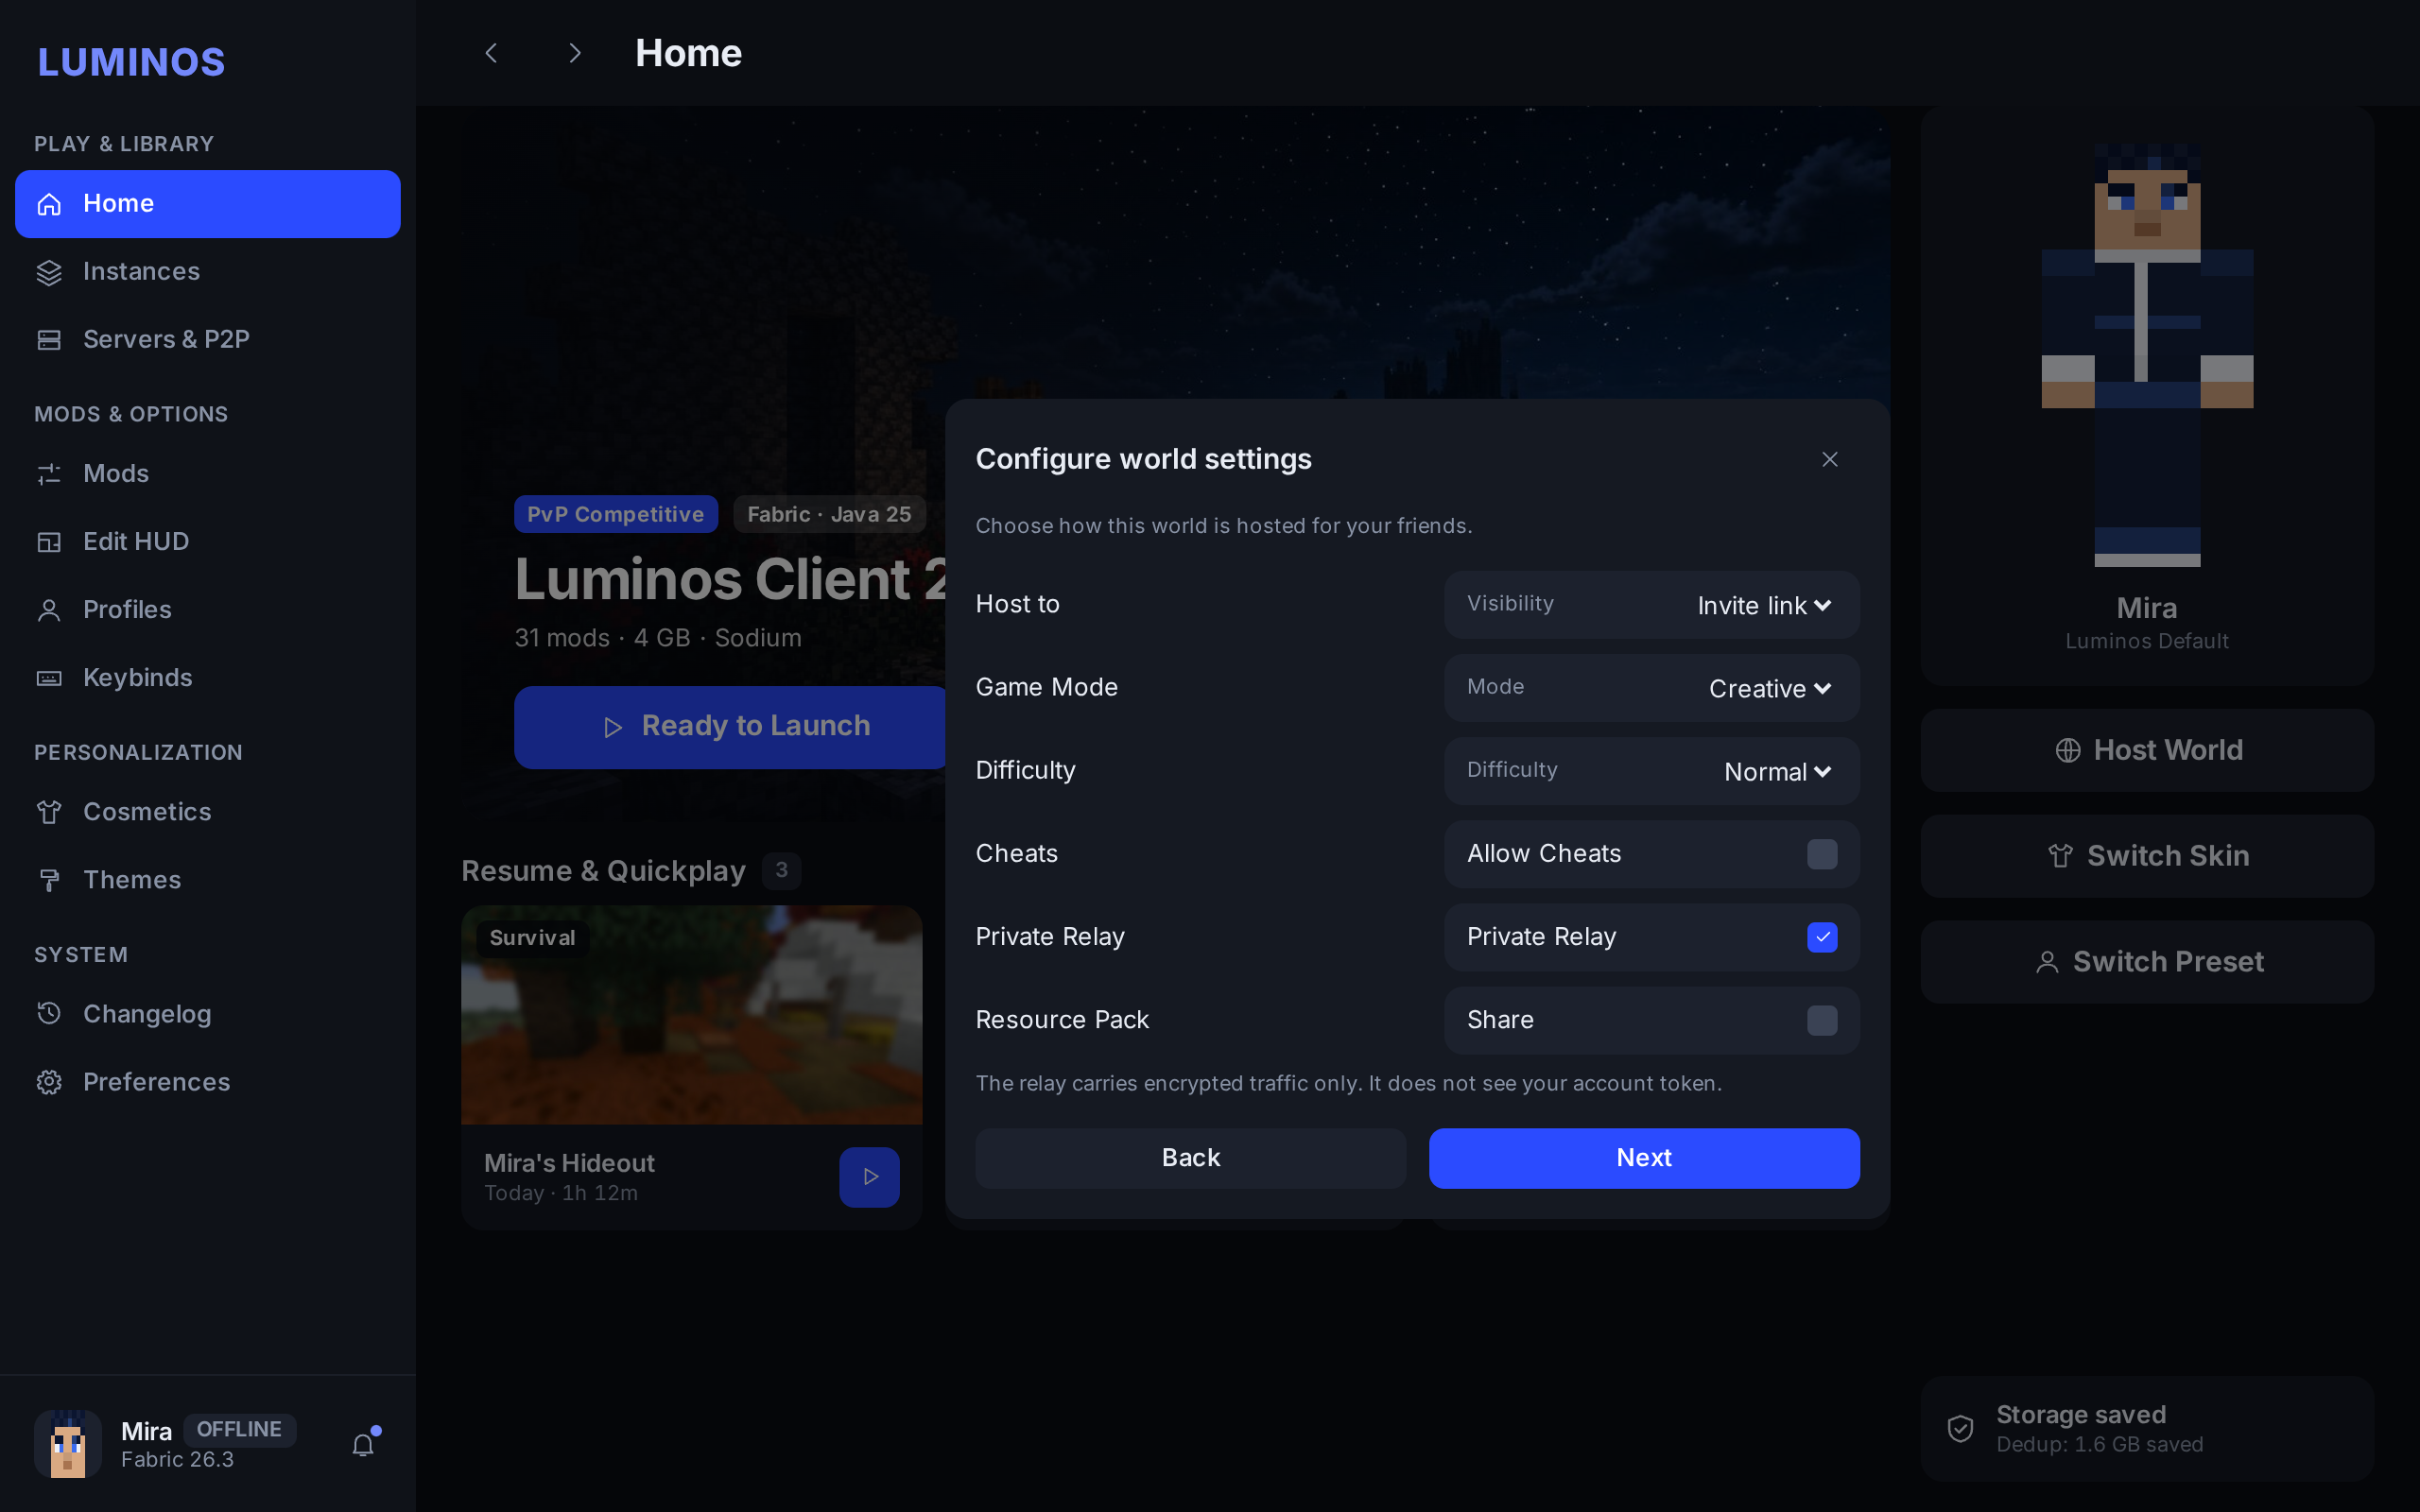 LUMINOS
PLAY & LIBRARY
Home
Instances
Servers & P2P
MODS & OPTIONS
Mods
Edit HUD
Profiles
Keybinds
PERSONALIZATION
Cosmetics
Themes
SYSTEM
Changelog
Preferences
Mira OFFLINE
Fabric 26.3
Home
PvP Competitive
Fabric · Java 25
Luminos Client 2
31 mods · 4 GB · Sodium
Ready to Launch
Resume & Quickplay 3
Survival
Mira's Hideout
Today · 1h 12m
Configure world settings
Choose how this world is hosted for your friends.
Host to Visibility Invite link
Game Mode Mode Creative
Difficulty Difficulty Normal
Cheats Allow Cheats
Private Relay Private Relay
Resource Pack Share
The relay carries encrypted traffic only. It does not see your account token.
Back Next
Mira
Luminos Default
Host World
Switch Skin
Switch Preset
Storage saved
Dedup: 1.6 GB saved